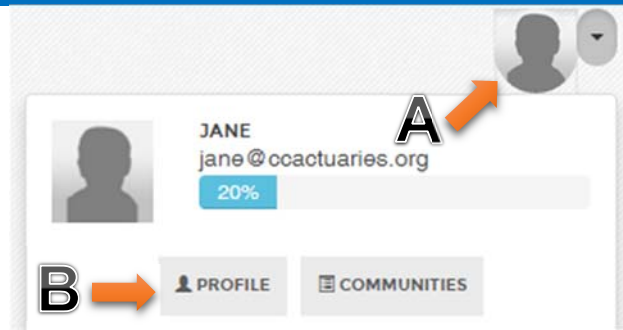 A
JANE
jane@ccactuaries.org
20%
B
PROFILE COMMUNITIES